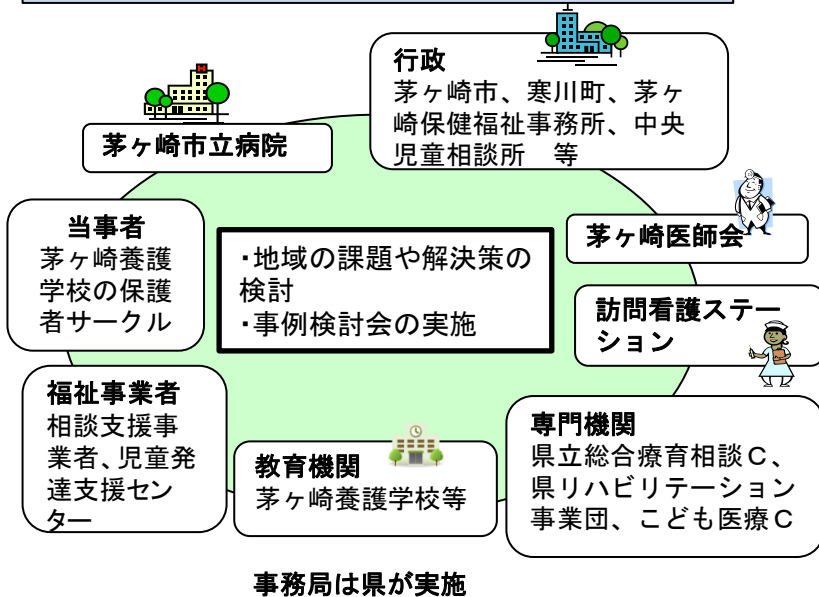 行政
茅ヶ崎市、寒川町、茅ヶ
崎保健福祉事務所、中央
児童相談所　等
茅ヶ崎市立病院
H
当事者
茅ヶ崎養護
学校の保護
者サークル
・地域の課題や解決策の
検討
・事例検討会の実施
茅ヶ崎医師会
訪問看護ステー
ション
福祉事業者
相談支援事
業者、児童発
達支援セン
ター
教育機関
茅ヶ崎養護学校等
専門機関
県立総合療育相談C、
県リハビリテーション
事業団、こども医療C
事務局は県が実施